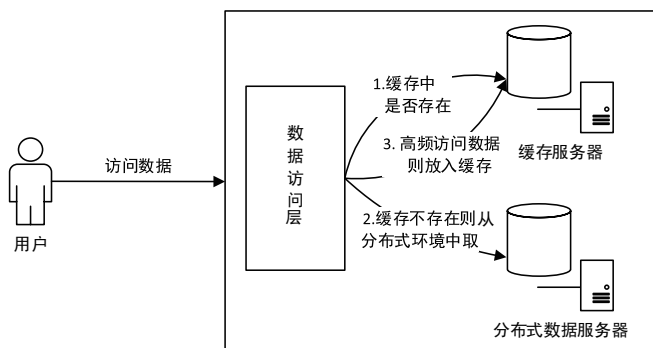 用户
访问数据
数据访问层
1.缓存中
是否存在
3. 高频访问数据
则放入缓存
2.缓存不存在则从
分布式环境中取
缓存服务器
分布式数据服务器